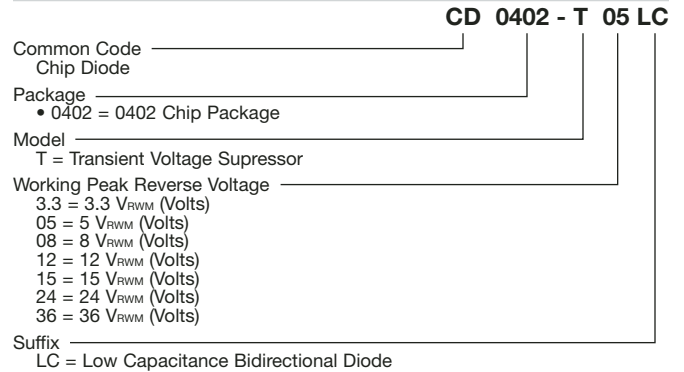 CD 0402 - T 05 LC
Common Code
Chip Diode
Package
• 0402 = 0402 Chip Package
Model
T = Transient Voltage Supressor
Working Peak Reverse Voltage
3.3 = 3.3 VRWM (Volts)
05 = 5 VRWM (Volts)
08 = 8 VRWM (Volts)
12 = 12 VRWM (Volts)
15 = 15 VRWM (Volts)
24 = 24 VRWM (Volts)
36 = 36 VRWM (Volts)
Suffix
LC = Low Capacitance Bidirectional Diode